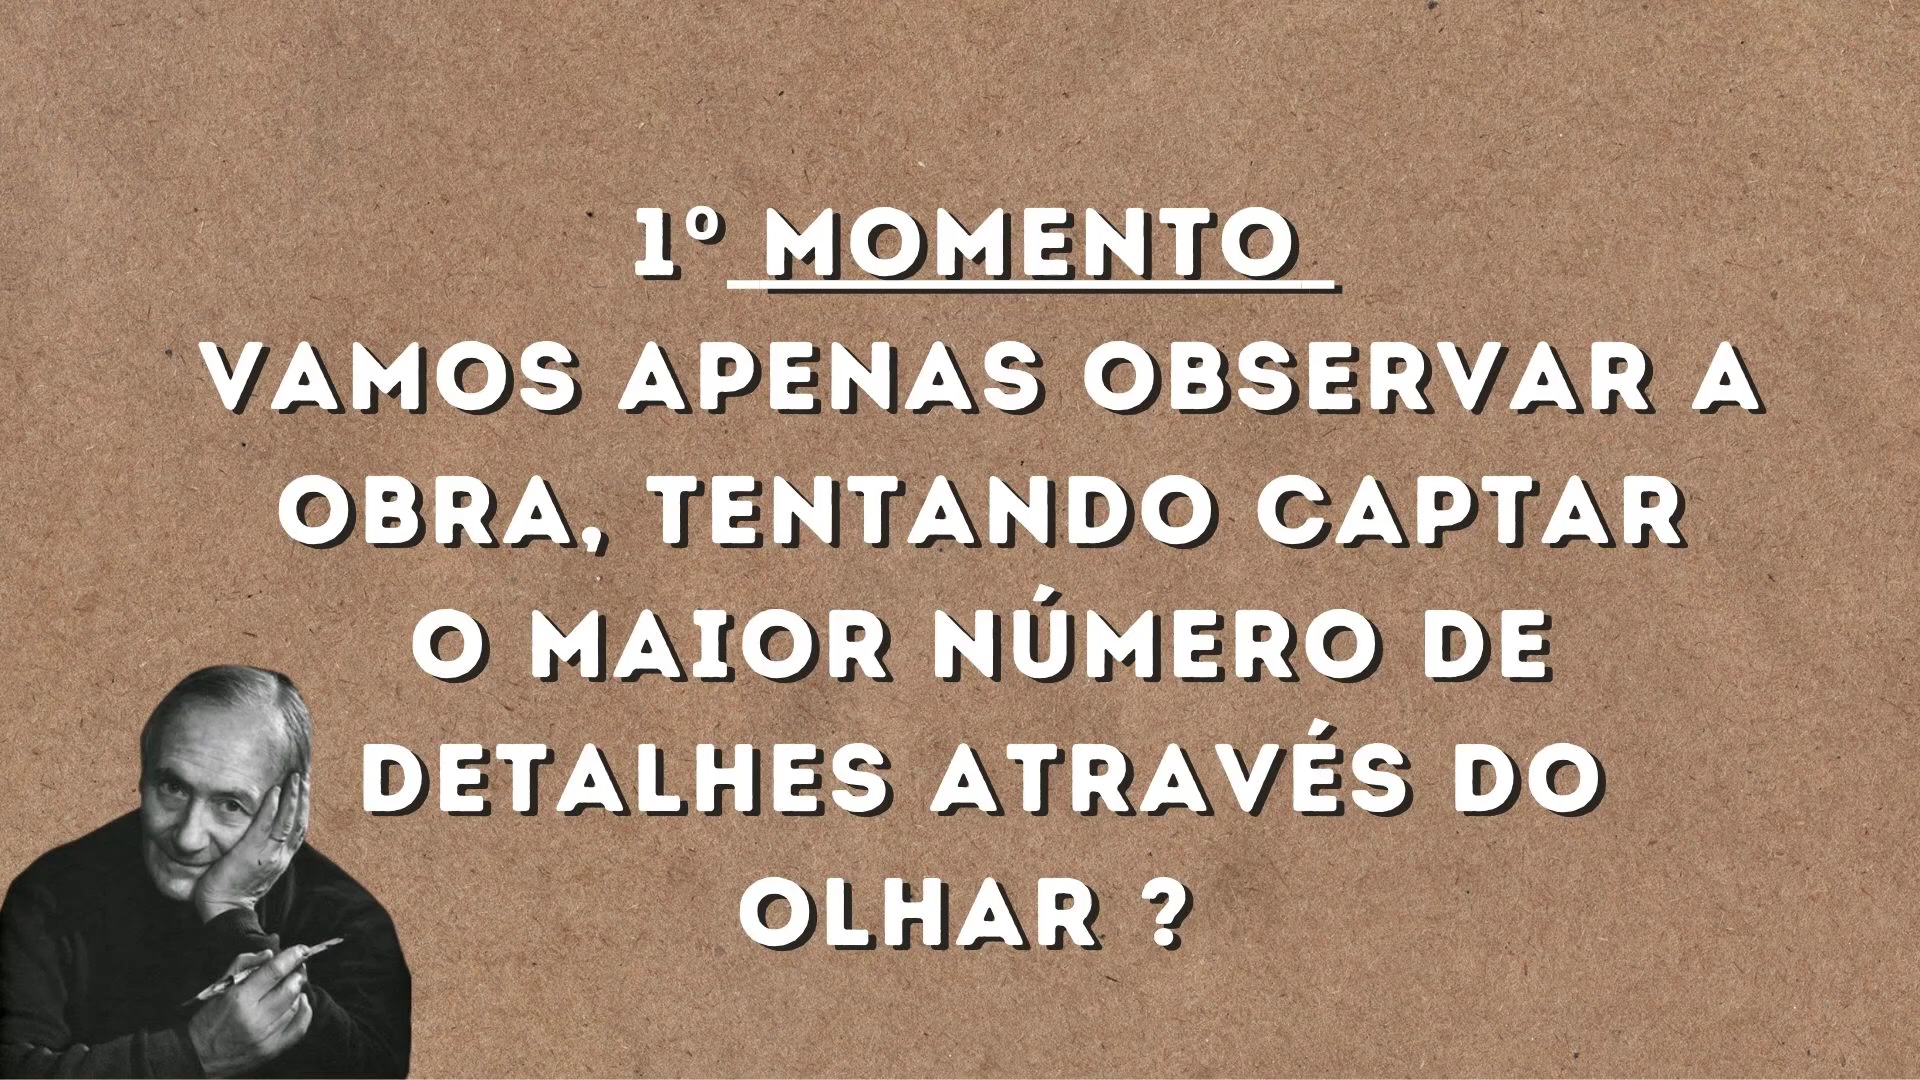 1º MOMENTO
VAMOS APENAS OBSERVAR A
OBRA, TENTANDO CAPTAR
O MAIOR NÚMERO DE
DETALHES ATRAVÉS DO
OLHAR ?